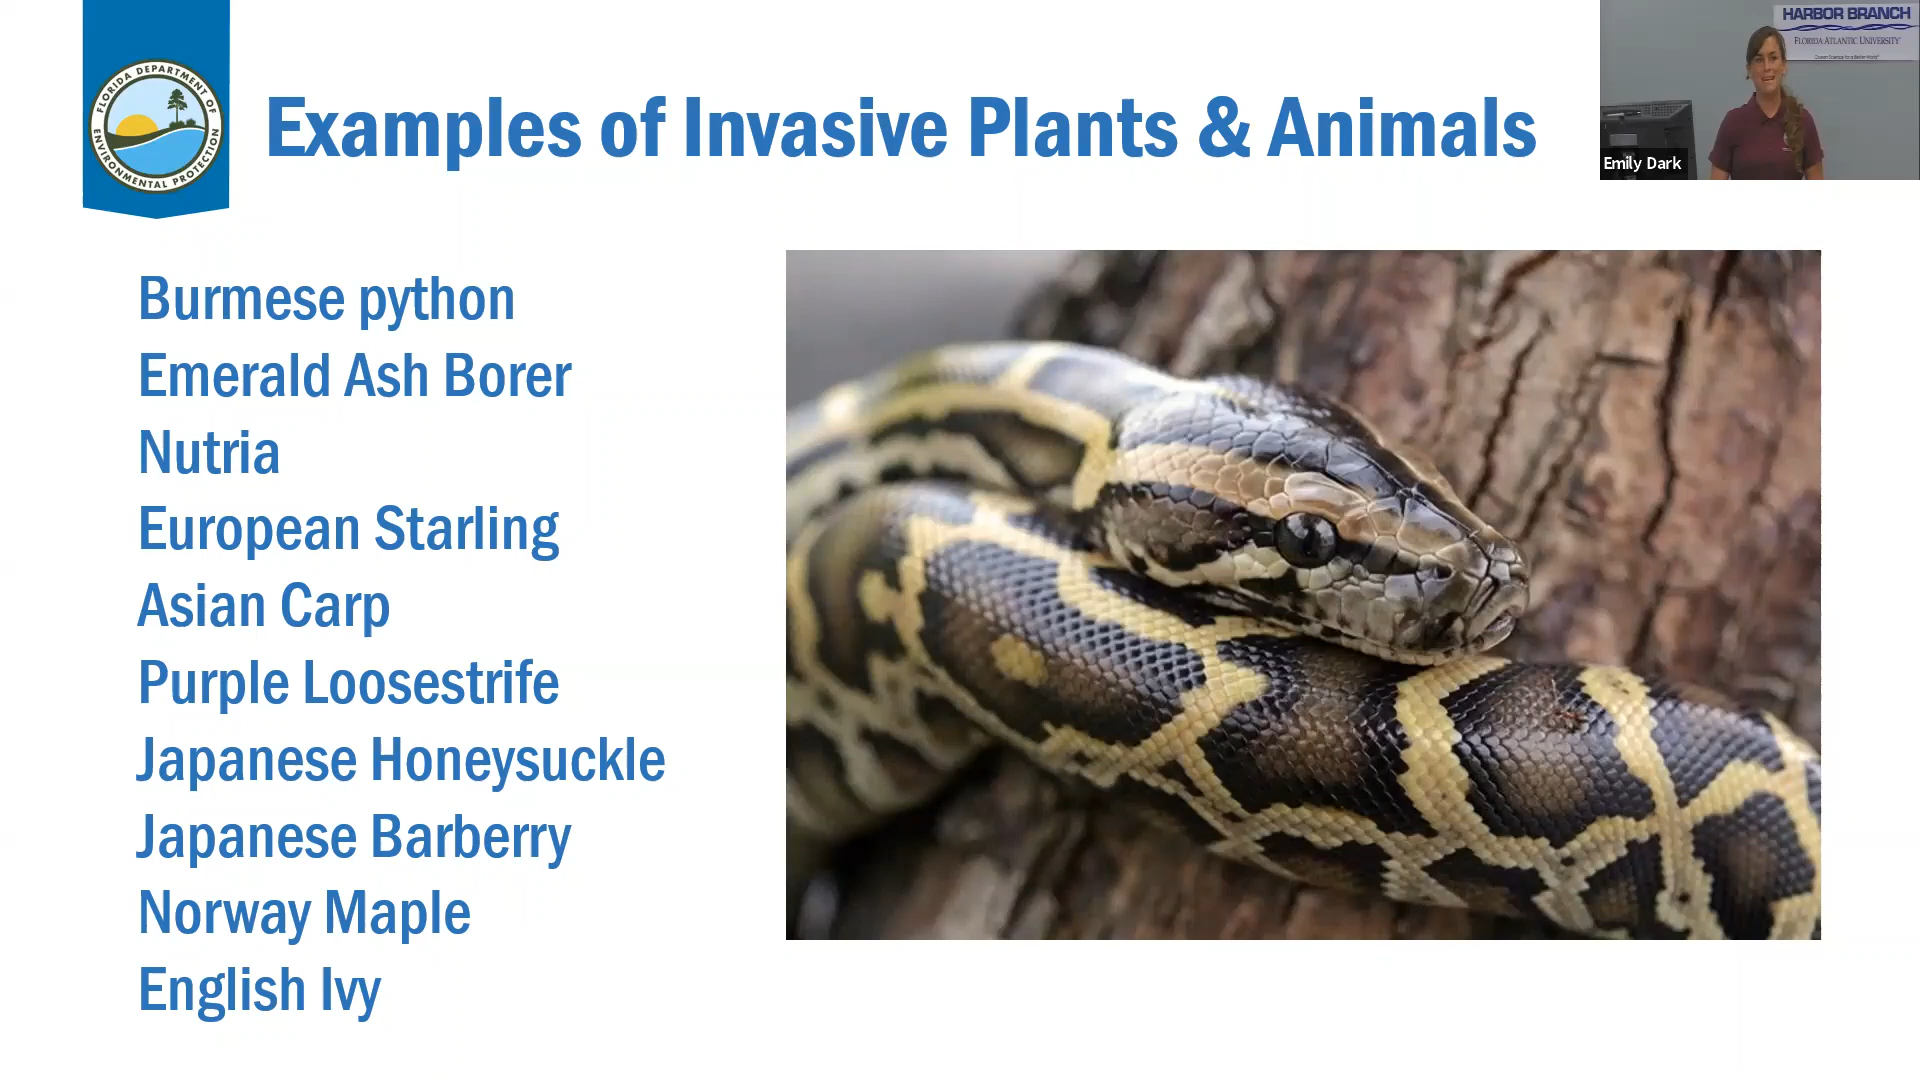 FLORIDA DEPARTMENT OF
ENVIRONMENTAL PROTECTION
Examples of Invasive Plants & Animals
HARBOR BRANCH
FLORIDA ATLANTIC UNIVERSITY
Emily Dark
Burmese python
Emerald Ash Borer
Nutria
European Starling
Asian Carp
Purple Loosestrife
Japanese Honeysuckle
Japanese Barberry
Norway Maple
English Ivy